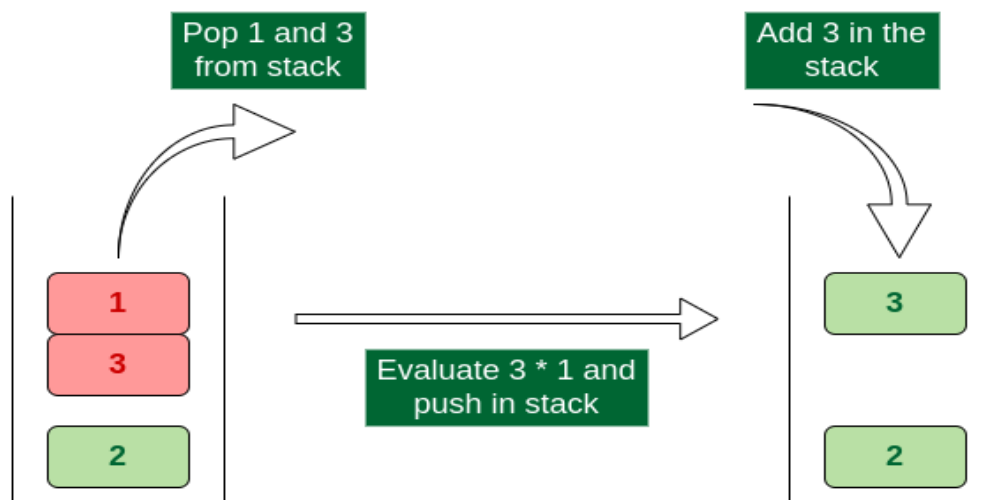 Pop 1 and 3
from stack
Add 3 in the
stack
1
3
2
Evaluate 3 * 1 and
push in stack
3
2